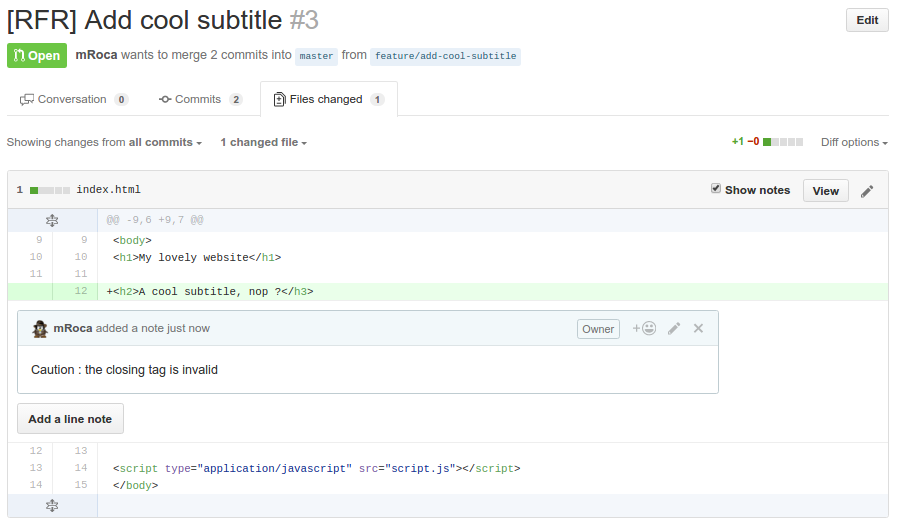 [RFR] Add cool subtitle #3
Edit
Open mRoca wants to merge 2 commits into master from feature/add-cool-subtitle
Conversation 0 Commits 2 Files changed 1
Showing changes from all commits 1 changed file +1 −0 Diff options
1 index.html Show notes View
@@ -9,6 +9,7 @@
9 9 <body>
10 10 <h1>My lovely website</h1>
11 11
12 +<h2>A cool subtitle, nop ?</h3>
mRoca added a note just now Owner +
Caution : the closing tag is invalid
Add a line note
12 13
13 14 <script type="application/javascript" src="script.js"></script>
14 15 </body>